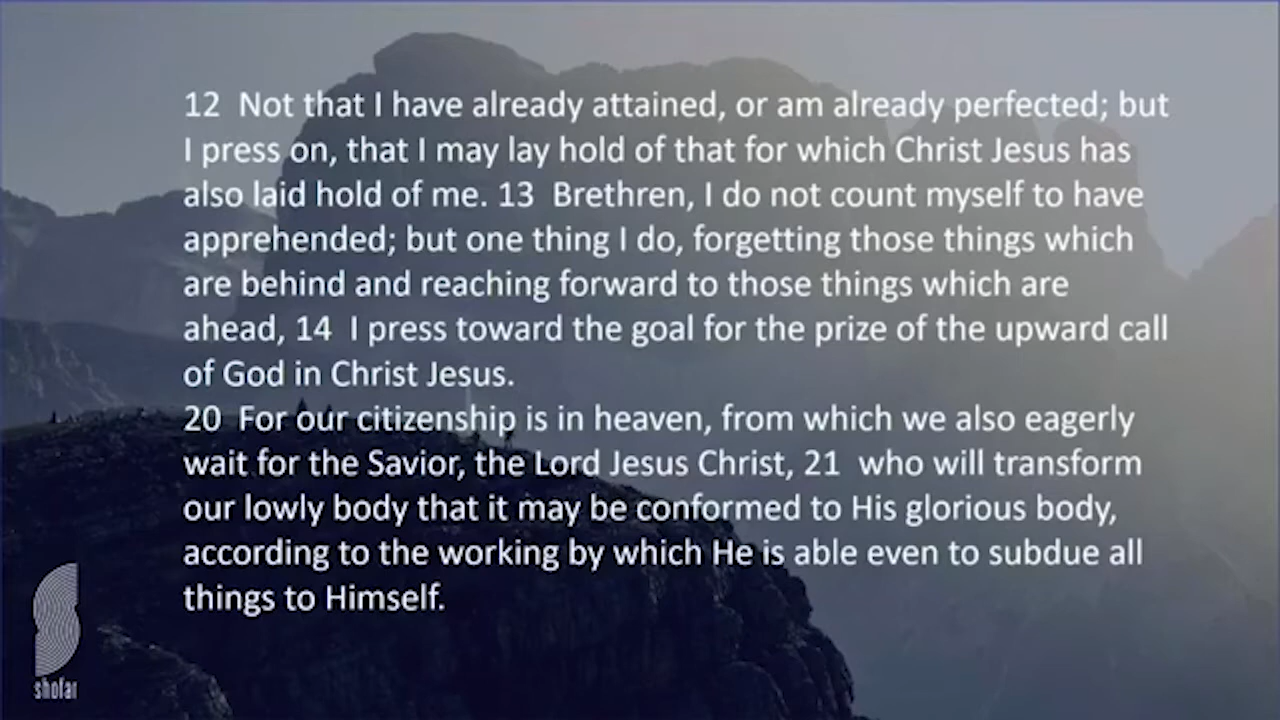 12  Not that I have already attained, or am already perfected; but
I press on, that I may lay hold of that for which Christ Jesus has
also laid hold of me. 13  Brethren, I do not count myself to have
apprehended; but one thing I do, forgetting those things which
are behind and reaching forward to those things which are
ahead, 14  I press toward the goal for the prize of the upward call
of God in Christ Jesus.
20  For our citizenship is in heaven, from which we also eagerly
wait for the Savior, the Lord Jesus Christ, 21  who will transform
our lowly body that it may be conformed to His glorious body,
according to the working by which He is able even to subdue all
things to Himself.
shofar